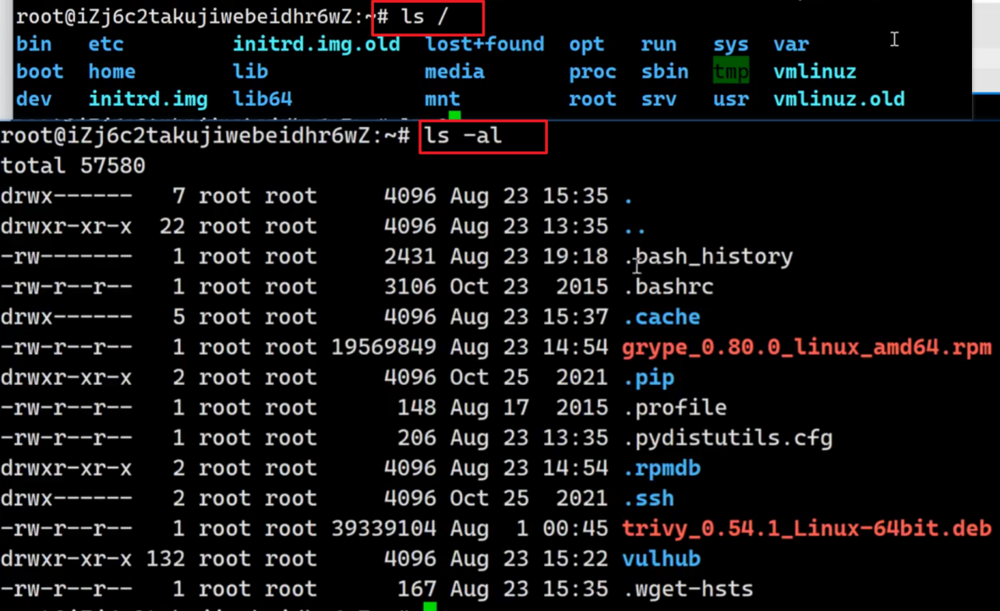 root@iZj6c2takujiwebeidhr6wZ:~# ls /
bin etc initrd.img.old lost+found opt run sys var
boot home lib media proc sbin tmp vmlinuz
dev initrd.img lib64 mnt root srv usr vmlinuz.old
root@iZj6c2takujiwebeidhr6wZ:~# ls -al
total 57580
drwx------ 7 root root 4096 Aug 23 15:35 .
drwxr-xr-x 22 root root 4096 Aug 23 13:35 ..
-rw------- 1 root root 2431 Aug 23 19:18 .bash_history
-rw-r--r-- 1 root root 3106 Oct 23 2015 .bashrc
drwx------ 5 root root 4096 Aug 23 15:37 .cache
-rw-r--r-- 1 root root 19569849 Aug 23 14:54 grype_0.80.0_linux_amd64.rpm
drwxr-xr-x 2 root root 4096 Oct 25 2021 .pip
-rw-r--r-- 1 root root 148 Aug 17 2015 .profile
-rw-r--r-- 1 root root 206 Aug 23 13:35 .pydistutils.cfg
drwxr-xr-x 2 root root 4096 Aug 23 14:54 .rpmdb
drwx------ 2 root root 4096 Oct 25 2021 .ssh
-rw-r--r-- 1 root root 39339104 Aug 1 00:45 trivy_0.54.1_Linux-64bit.deb
drwxr-xr-x 132 root root 4096 Aug 23 15:22 vulhub
-rw-r--r-- 1 root root 167 Aug 23 15:35 .wget-hsts